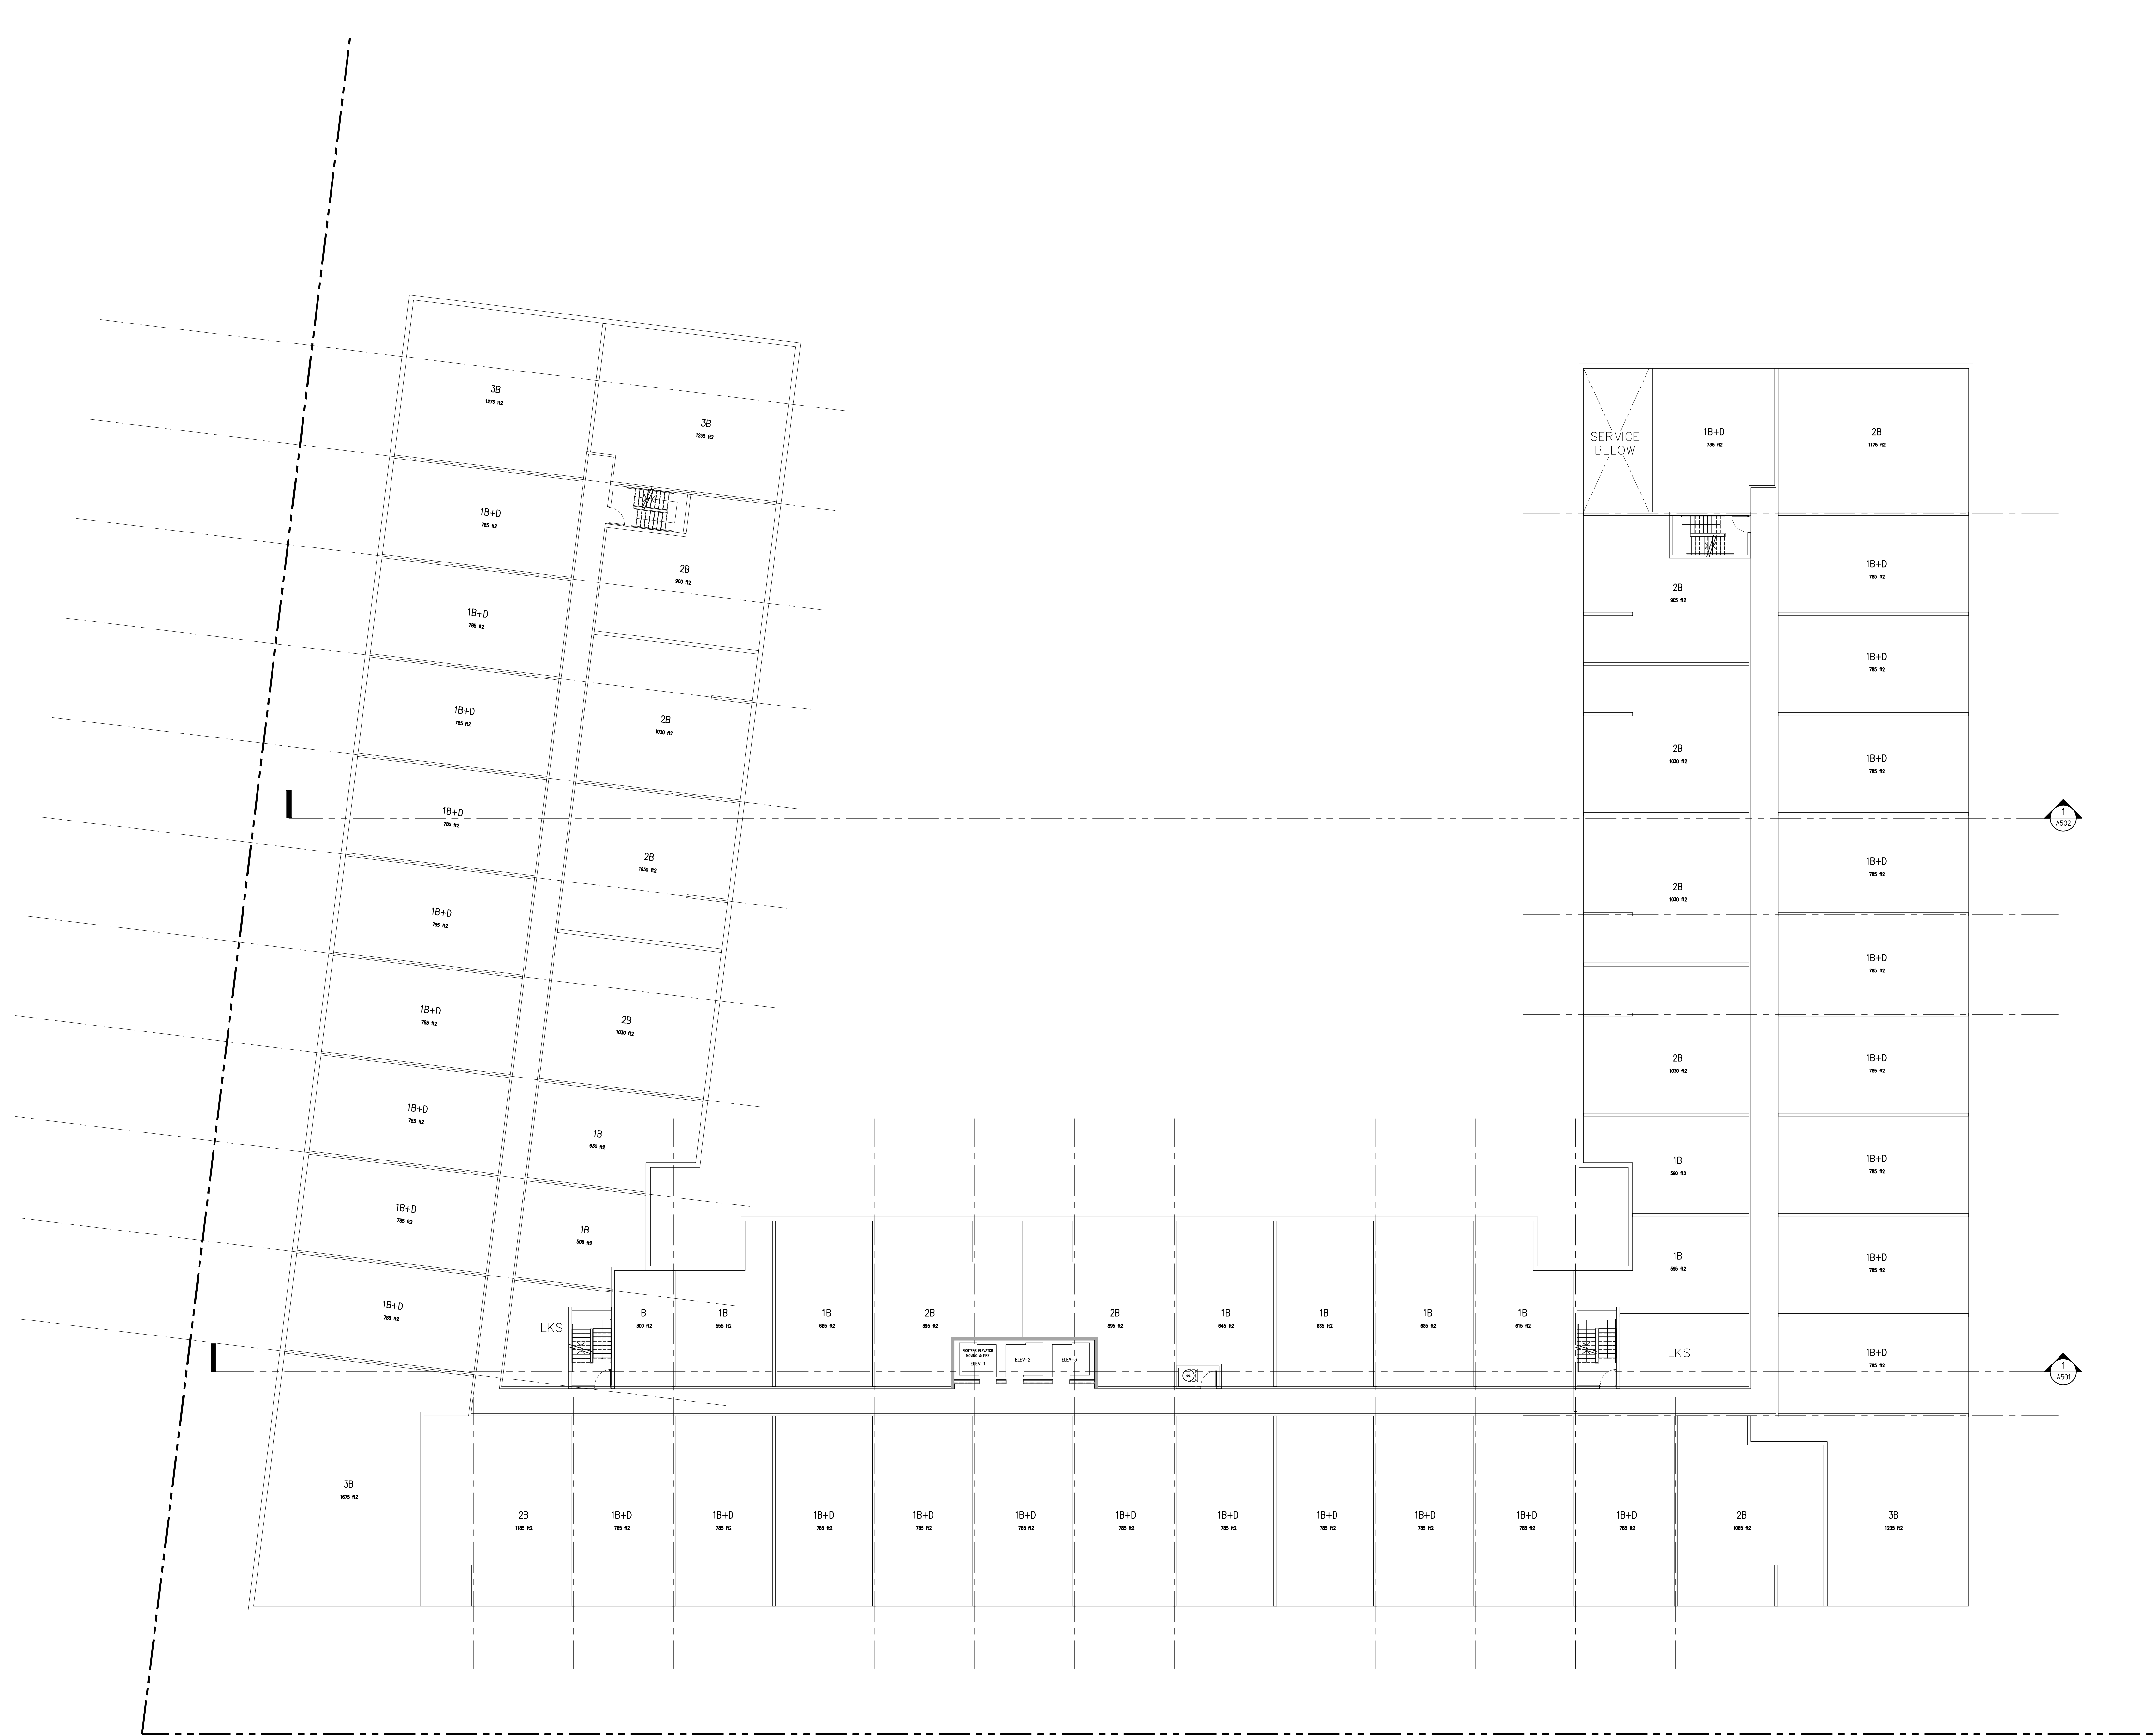 3B
1275 ft2
3B
1255 ft2
1B+D
785 ft2
2B
900 ft2
1B+D
785 ft2
1B+D
785 ft2
2B
1030 ft2
1B+D
785 ft2
2B
1030 ft2
1B+D
785 ft2
1B+D
785 ft2
2B
1030 ft2
1B+D
785 ft2
1B
630 ft2
1B+D
785 ft2
1B
500 ft2
1B+D
785 ft2
LKS
3B
1675 ft2
SERVICE
BELOW
1B+D
735 ft2
2B
1175 ft2
1B+D
785 ft2
2B
905 ft2
1B+D
785 ft2
2B
1030 ft2
1B+D
785 ft2
1
A502
1B+D
785 ft2
2B
1030 ft2
1B+D
785 ft2
2B
1030 ft2
1B+D
785 ft2
1B
590 ft2
1B+D
785 ft2
1B
595 ft2
1B+D
785 ft2
LKS
1B+D
785 ft2
1
A501
B
300 ft2
1B
555 ft2
1B
685 ft2
2B
895 ft2
2B
895 ft2
1B
645 ft2
1B
685 ft2
1B
685 ft2
1B
615 ft2
FIGHTERS ELEVATOR
MOVING & FIRE
ELEV-1
ELEV-2
ELEV-3
2B
1185 ft2
1B+D
785 ft2
1B+D
785 ft2
1B+D
785 ft2
1B+D
785 ft2
1B+D
785 ft2
1B+D
785 ft2
1B+D
785 ft2
1B+D
785 ft2
1B+D
785 ft2
1B+D
785 ft2
1B+D
785 ft2
2B
1085 ft2
3B
1235 ft2